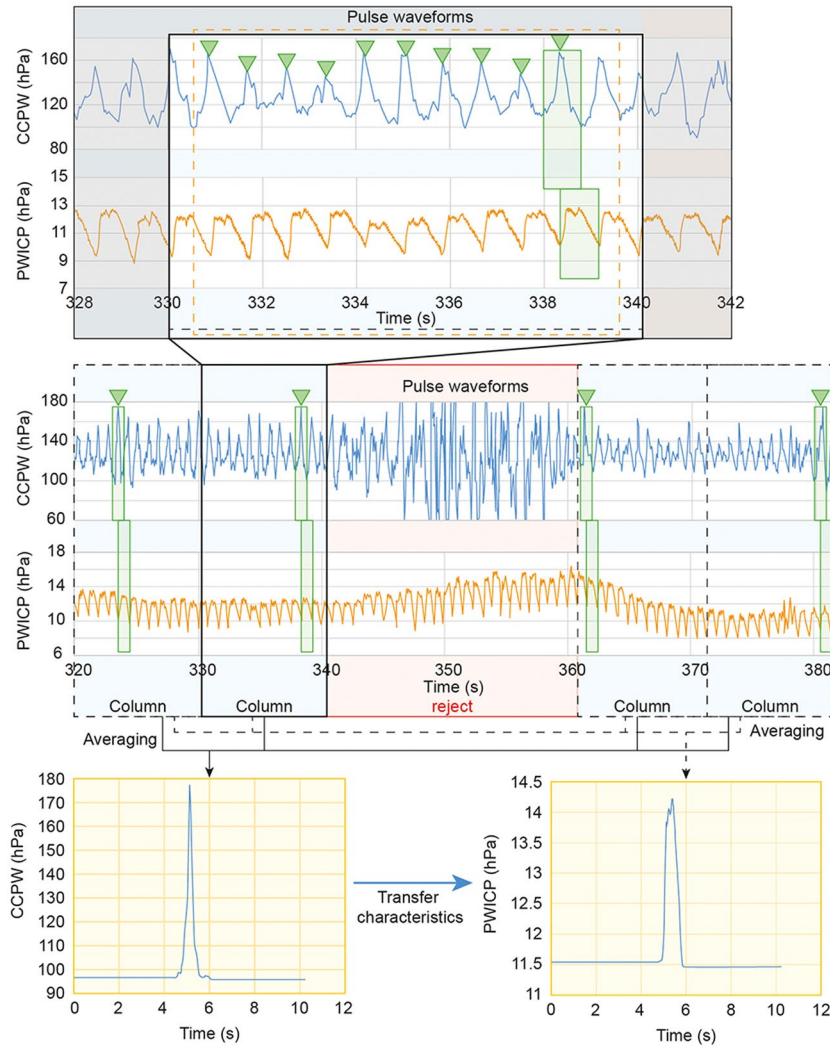 Pulse waveforms
CCPW (hPa)
160
120
80
PWICP (hPa)
15
13
11
9
7
328 330 332 334 336 338 340 342
Time (s)
Pulse waveforms
CCPW (hPa)
180
140
100
60
PWICP (hPa)
18
14
10
6
320 330 340 350 360 370 380
Time (s)
Column Column reject Column Column
Averaging Averaging
CCPW (hPa)
180
170
160
150
140
130
120
110
100
90
0 2 4 6 8 10 12
Time (s)
Transfer
characteristics
PWICP (hPa)
14.5
14
13.5
13
12.5
12
11.5
11
0 2 4 6 8 10 12
Time (s)